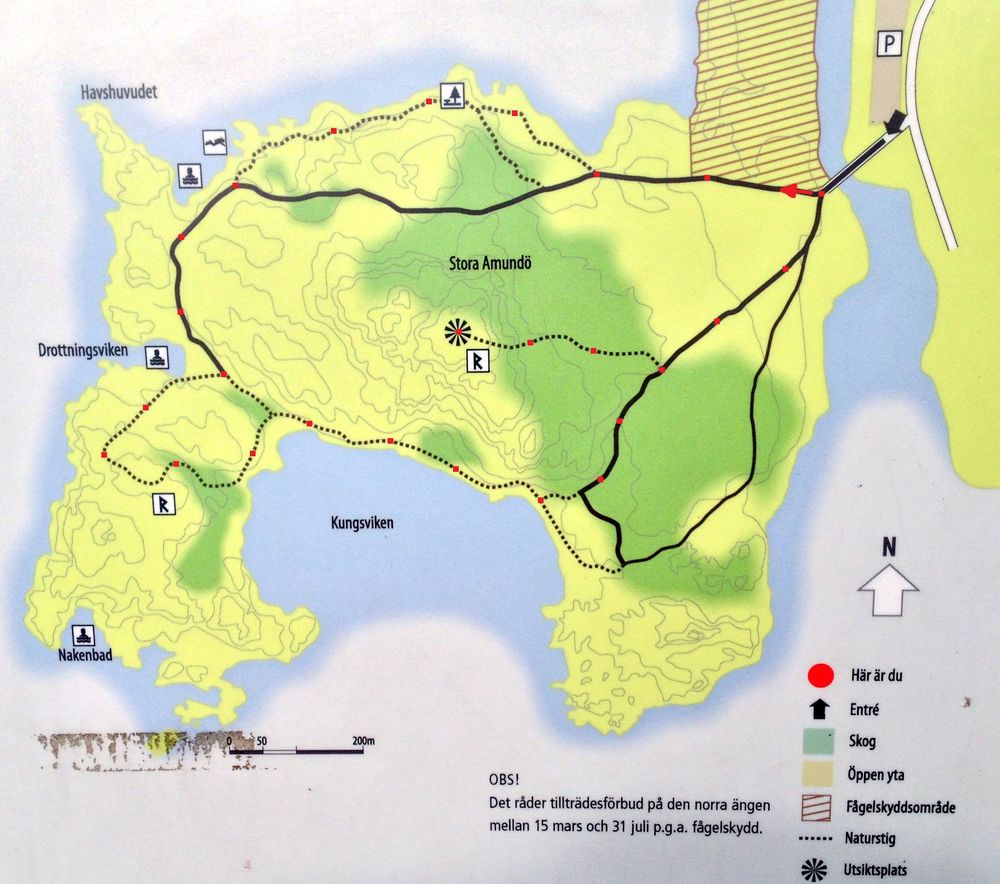 P
Havshuvudet
Stora Amundö
R
Drottningsviken
R
Kungsviken
N
Nakenbad
0 50 200m
Här är du
Entré
Skog
Öppen yta
Fågelskyddsområde
Naturstig
Utsiktsplats
OBS!
Det råder tillträdesförbud på den norra ängen
mellan 15 mars och 31 juli p.g.a. fågelskydd.